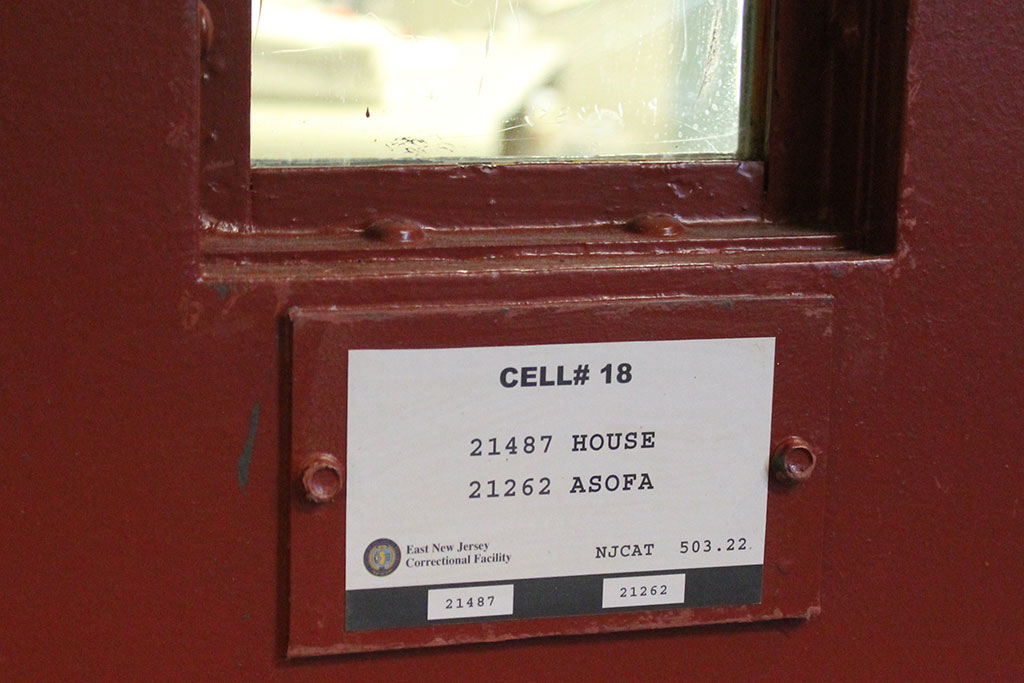 CELL# 18
21487 HOUSE
21262 ASOFA
East New Jersey
Correctional Facility
NJCAT 503.22
21487
21262